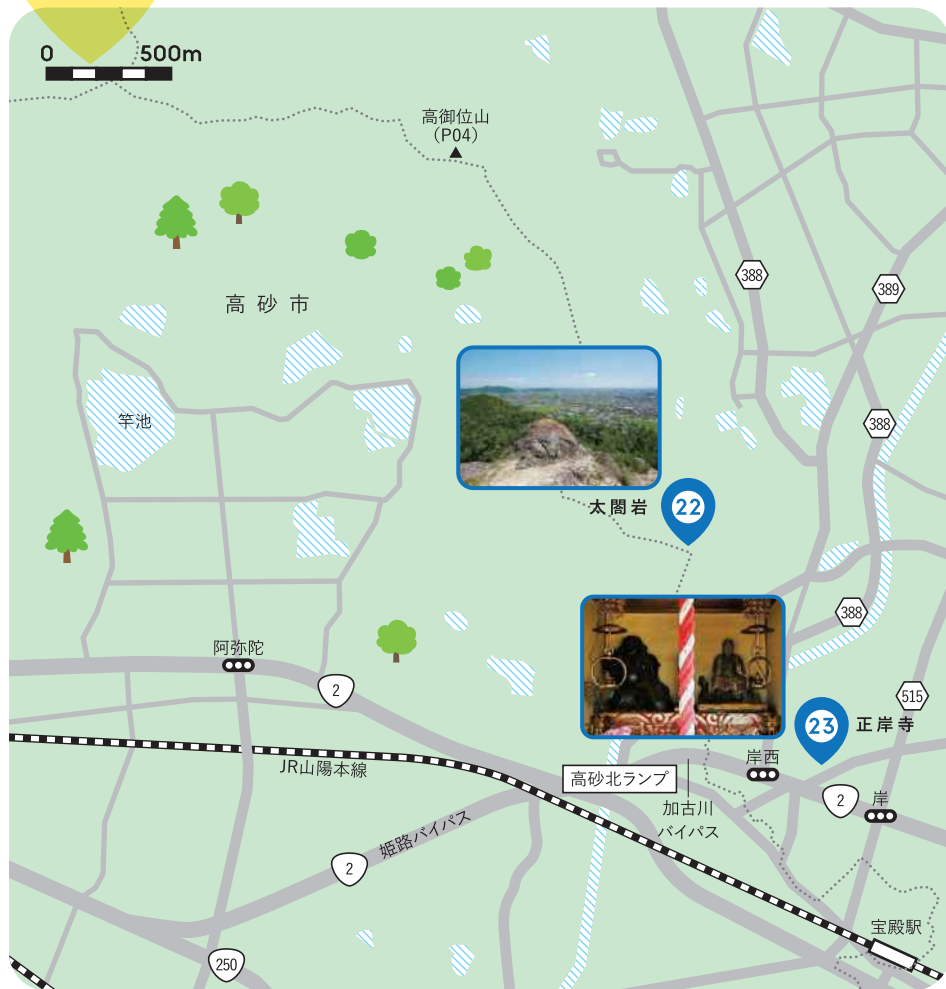 0 500m
高御位山
(P04)
388
389
高砂市
竿池
388
太閤岩
22
388
阿弥陀
2
515
23
正岸寺
JR山陽本線
高砂北ランプ
岸西
加古川
バイパス
2
岸
姫路バイパス
2
宝殿駅
250